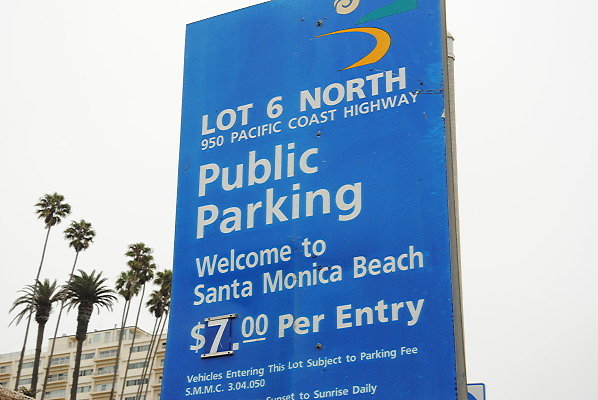 LOT 6 NORTH
950 PACIFIC COAST HIGHWAY
Public
Parking
Welcome to
Santa Monica Beach
$7.00 Per Entry
Vehicles Entering This Lot Subject to Parking Fee
S.M.M.C. 3.04.050
Sunset to Sunrise Daily